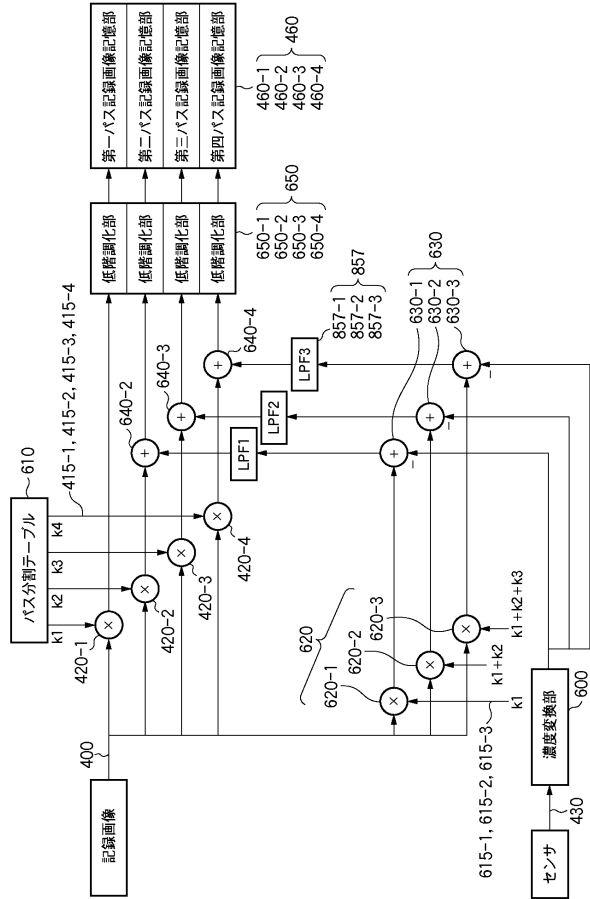 記録画像
400
パス分割テーブル
610
k1
k2
k3
k4
415-1, 415-2, 415-3, 415-4
420-1
420-2
420-3
420-4
640-2
640-3
640-4
低階調化部
低階調化部
低階調化部
低階調化部
650-1
650-2
650-3
650-4
650
第一パス記録画像記憶部
第二パス記録画像記憶部
第三パス記録画像記憶部
第四パス記録画像記憶部
460-1
460-2
460-3
460-4
460
LPF1
LPF2
LPF3
857-1
857-2
857-3
857
630-1
630-2
630-3
630
620
620-1
620-2
620-3
k1
k1+k2
k1+k2+k3
615-1, 615-2, 615-3
センサ
430
濃度変換部
600